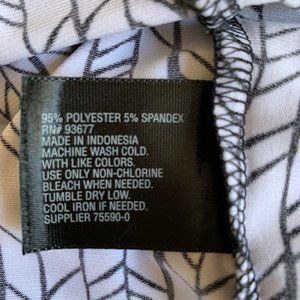 95% POLYESTER 5% SPANDEX
RN# 93677
MADE IN INDONESIA
MACHINE WASH COLD.
WITH LIKE COLORS.
USE ONLY NON-CHLORINE
BLEACH WHEN NEEDED.
TUMBLE DRY LOW.
COOL IRON IF NEEDED.
SUPPLIER 75590-0